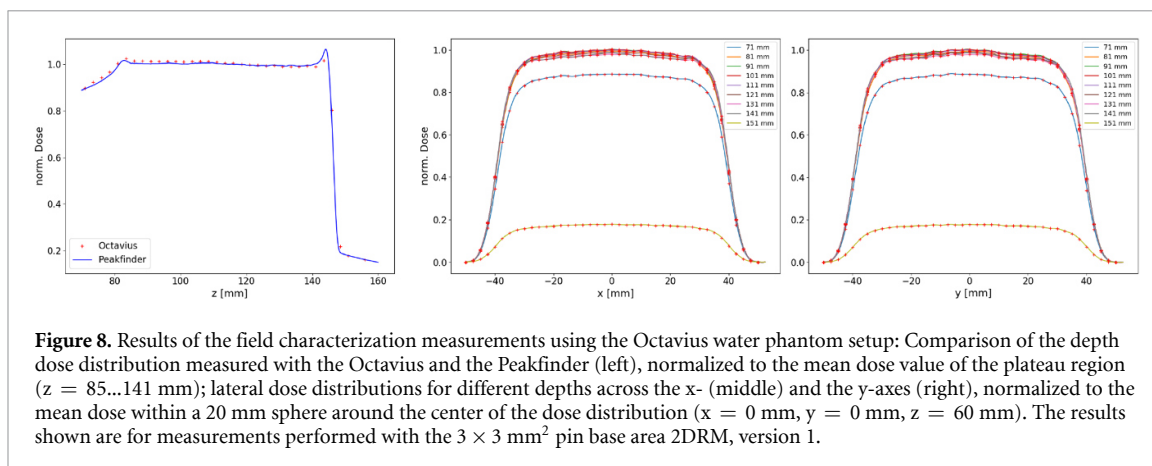 norm. Dose
1.0
0.8
0.6
0.4
0.2
Octavius
Peakfinder
80
100
120
140
160
z [mm]
norm. Dose
1.0
0.8
0.6
0.4
0.2
0.0
71 mm
81 mm
91 mm
101 mm
111 mm
121 mm
131 mm
141 mm
151 mm
−40
−20
0
20
40
x [mm]
1.0
0.8
0.6
0.4
0.2
0.0
71 mm
81 mm
91 mm
101 mm
111 mm
121 mm
131 mm
141 mm
151 mm
−40
−20
0
20
40
y [mm]
Figure 8. Results of the field characterization measurements using the Octavius water phantom setup: Comparison of the depth
dose distribution measured with the Octavius and the Peakfinder (left), normalized to the mean dose value of the plateau region
(z = 85...141 mm); lateral dose distributions for different depths across the x- (middle) and the y-axes (right), normalized to the
mean dose within a 20 mm sphere around the center of the dose distribution (x = 0 mm, y = 0 mm, z = 60 mm). The results
shown are for measurements performed with the 3 × 3 mm² pin base area 2DRM, version 1.